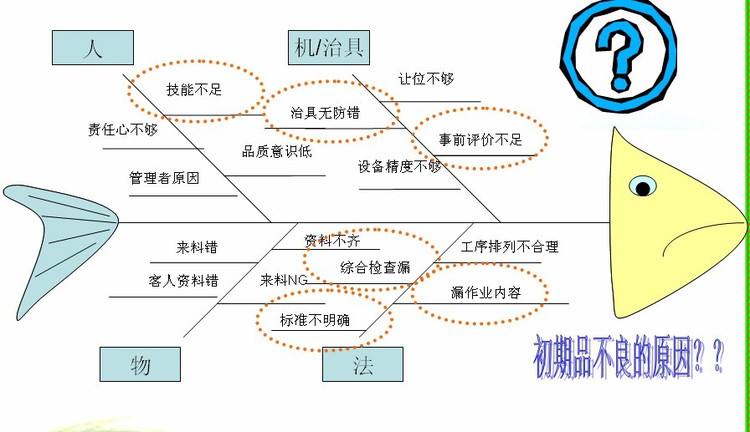 人
机/治具
技能不足
让位不够
治具无防错
责任心不够
事前评价不足
品质意识低
设备精度不够
管理者原因
资料不齐
来料错
工序排列不合理
综合检查漏
客人资料错
来料NG
漏作业内容
标准不明确
物
法
初期品不良的原因??